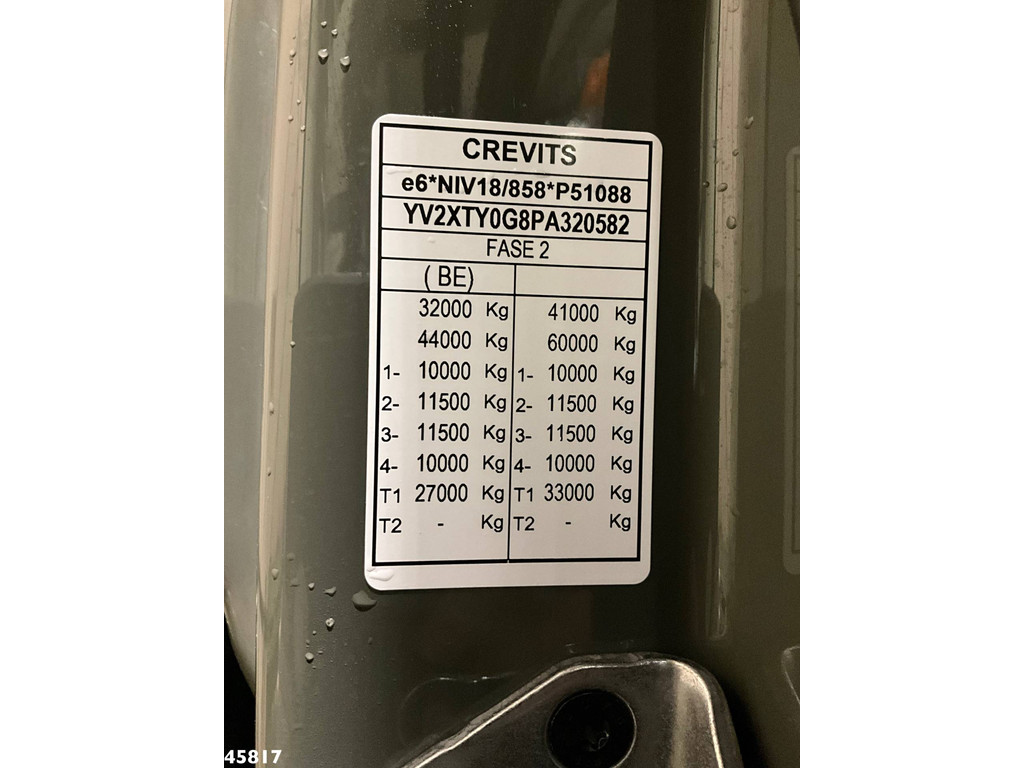 CREVITS
e6*NIV18/858*P51088
YV2XTY0G8PA320582
FASE 2
( BE)
32000 Kg 41000 Kg
44000 Kg 60000 Kg
1- 10000 Kg 1- 10000 Kg
2- 11500 Kg 2- 11500 Kg
3- 11500 Kg 3- 11500 Kg
4- 10000 Kg 4- 10000 Kg
T1 27000 Kg T1 33000 Kg
T2 - Kg T2 - Kg
45817